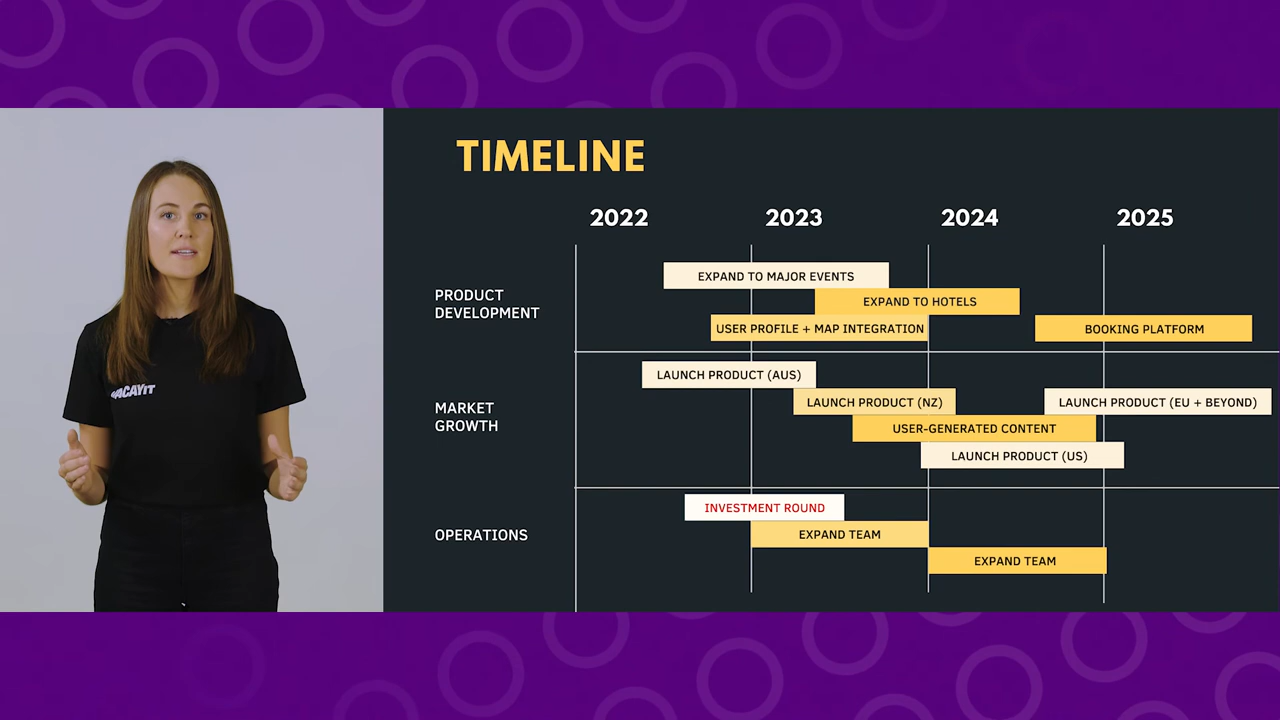 TIMELINE
2022 2023 2024 2025
PRODUCT
DEVELOPMENT
EXPAND TO MAJOR EVENTS
EXPAND TO HOTELS
USER PROFILE + MAP INTEGRATION
BOOKING PLATFORM
MARKET
GROWTH
LAUNCH PRODUCT (AUS)
LAUNCH PRODUCT (NZ)
LAUNCH PRODUCT (EU + BEYOND)
USER-GENERATED CONTENT
LAUNCH PRODUCT (US)
OPERATIONS
INVESTMENT ROUND
EXPAND TEAM
EXPAND TEAM